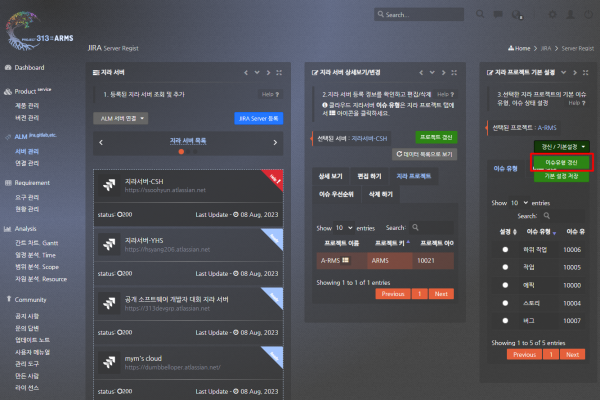 313 ARMS
Search...
JIRA Server Regist
Home > JIRA > Server Regist
Dashboard
Product service
제품 관리
버전 관리
ALM
서버 관리
연결 관리
Requirement
요구 관리
현황 관리
Analysis
간트 차트. Gantt
일정 분석. Time
범위 분석. Scope
자원 분석. Resource
Community
공지 사항
문의 답변
업데이트 노트
사용자 매뉴얼
관리 도구
만든 사람
라이 선스
지라 서버
1. 등록된 지라 서버 조회 및 추가
Help ?
ALM 서버 연결
JIRA Server 등록
지라 서버 목록
지라서버-CSH
https://ssoohyun.atlassian.net
status: 200
Last Update - 08 Aug, 2023
지라서버-YHS
https://hsyang206.atlassian.net
status: 200
Last Update - 08 Aug, 2023
공개 소프트웨어 개발자 대회 지라 서버
https://313devgrp.atlassian.net
status: 200
Last Update - 08 Aug, 2023
mym's cloud
https://dumbbelloper.atlassian.net/
status: 200
Last Update - 08 Aug, 2023
지라 서버 상세보기/변경
2.지라 서버 등록 정보를 확인하고 편집/삭제
Help ?
클라우드 지라서버 이슈 유형은 지라 프로젝트 탭에
서 아이콘을 클릭하세요.
선택된 서버 : 지라서버-CSH
프로젝트 갱신
데이터 목록으로 보기
상세 보기
편집 하기
지라 프로젝트
이슈 우선순위
삭제 하기
Show 10 entries
Search:
프로젝트 이름
프로젝트 키
프로젝트 아이
A-RMS
ARMS
10021
Showing 1 to 1 of 1 entries
Previous
1
Next
지라 프로젝트 기본 설정
3.선택한 지라 프로젝트의 기본 이슈
유형, 이슈 상태 설정
Help ?
선택된 프로젝트 : A-RMS
갱신 / 기본설정
이슈유형 갱신
기본 설정 저장
이슈 유형
Show 10 entries
Search:
설정
이슈 유형
이슈 유
하위 작업
10006
작업
10005
에픽
10000
스토리
10004
버그
10007
Showing 1 to 5 of 5 entries
Previous
1
Next